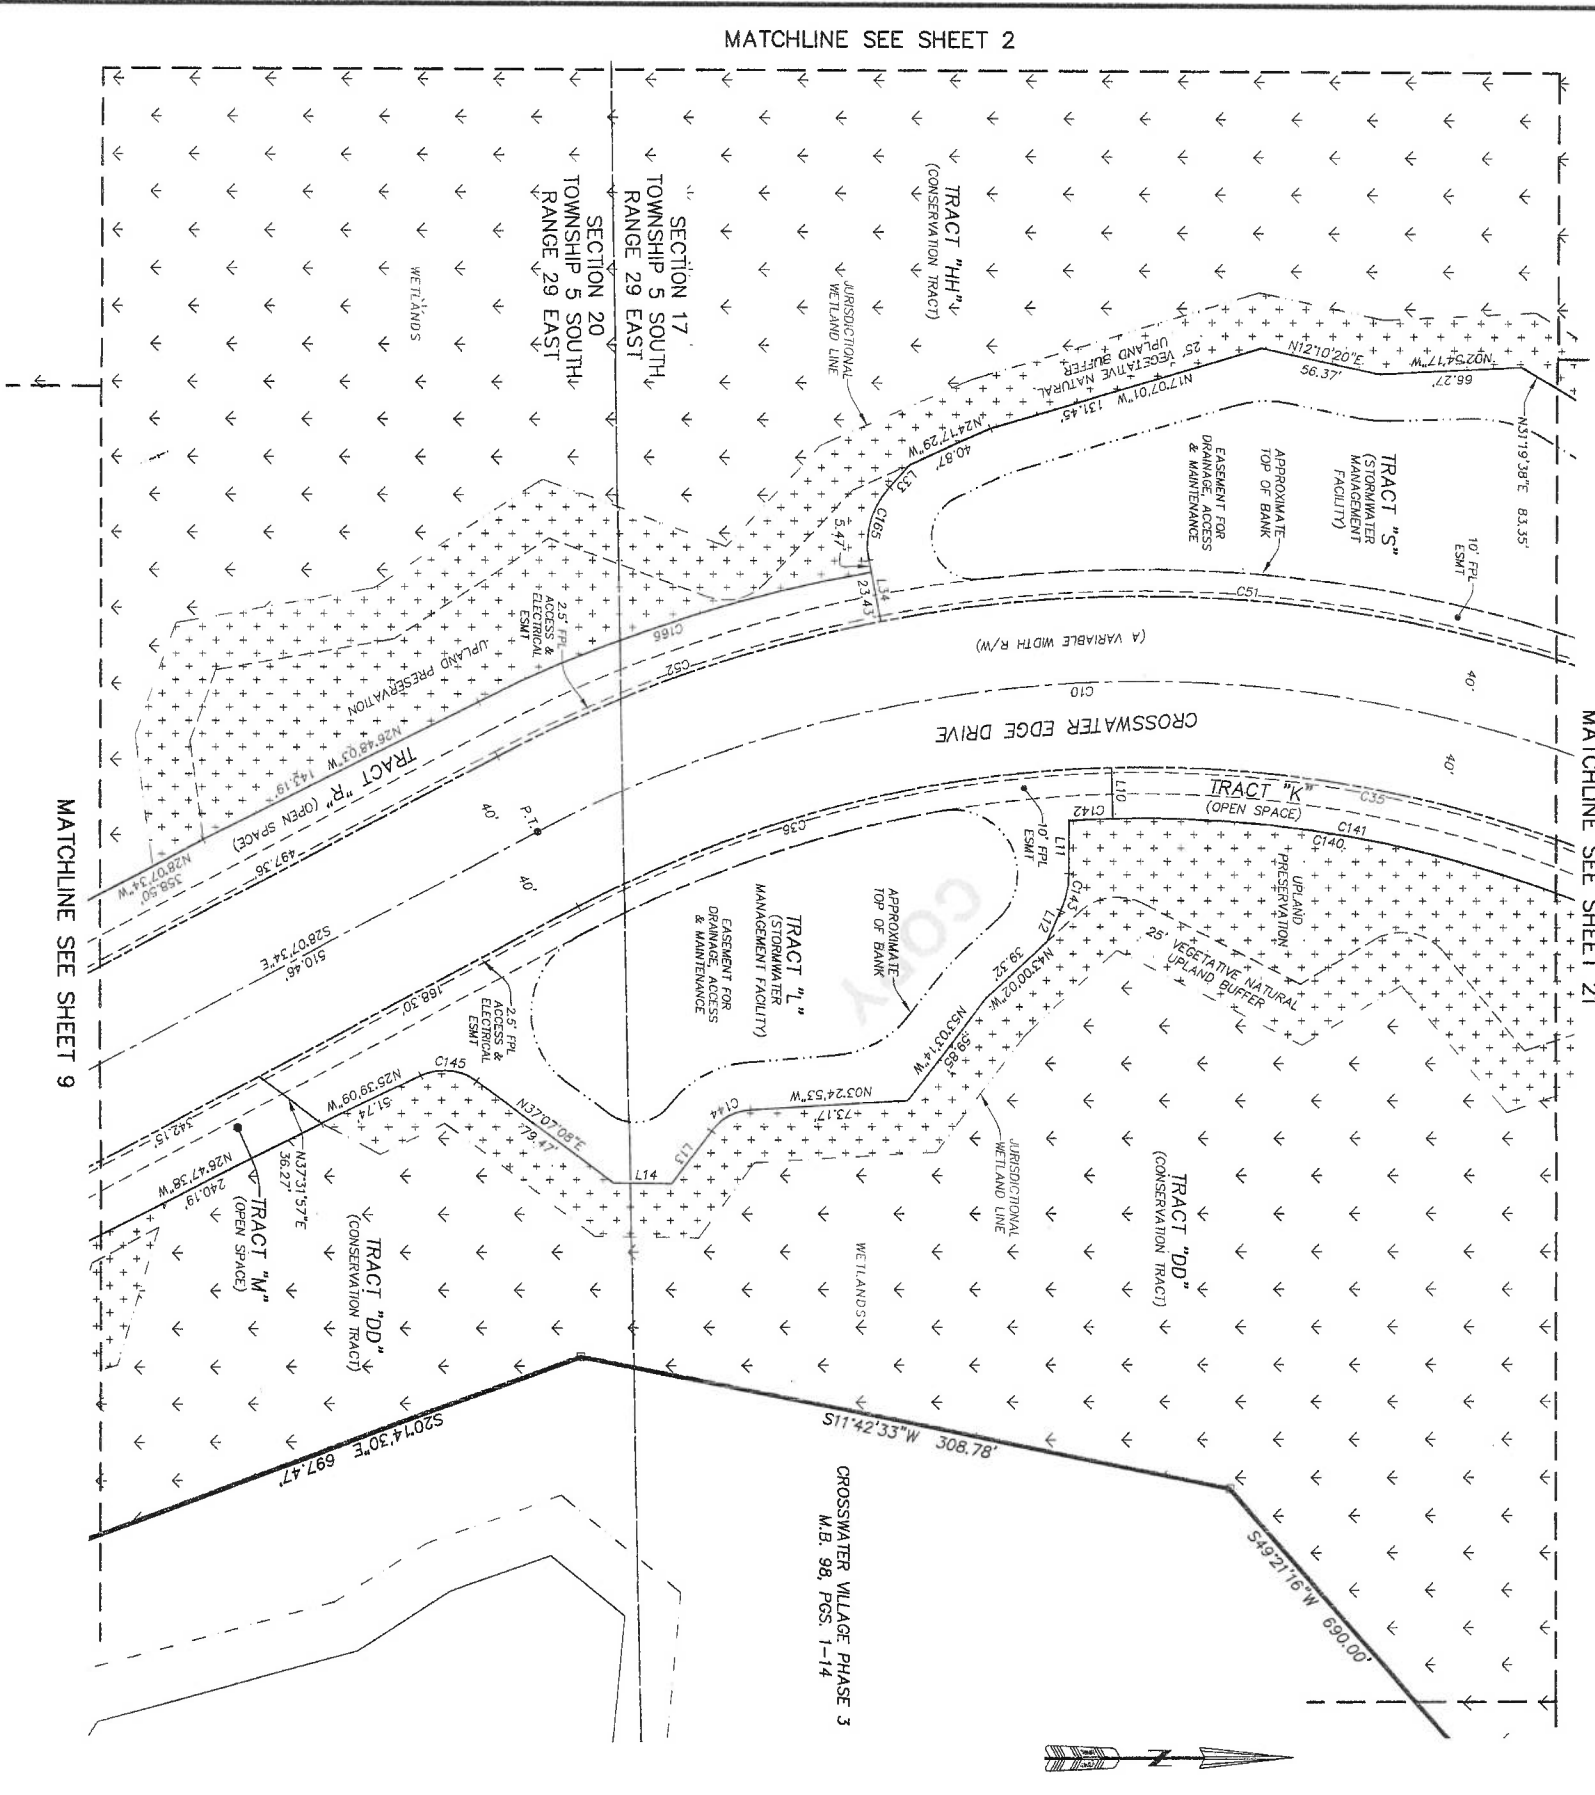 MATCHLINE SEE SHEET 2
MATCHLINE SEE SHEET 21
MATCHLINE SEE SHEET 9
SECTION 17
TOWNSHIP 5 SOUTH
RANGE 29 EAST
SECTION 20
TOWNSHIP 5 SOUTH
RANGE 29 EAST
WETLANDS
TRACT "HH"
(CONSERVATION TRACT)
JURISDICTIONAL
WETLAND LINE
25' VEGETATIVE NATURAL
UPLAND BUFFER
N12°10'20"E
56.37'
N02°54'17"W
66.27'
N31°19'38"E 83.35'
N17°07'01"W
131.45'
N24°17'29"W
40.87'
L33
C165
5.47'
L34
23.43'
TRACT "S"
(STORMWATER
MANAGEMENT
FACILITY)
APPROXIMATE
TOP OF BANK
EASEMENT FOR
DRAINAGE, ACCESS
& MAINTENANCE
10' FPL
ESMT
C51
(A VARIABLE WIDTH R/W)
40'
C10
CROSSWATER EDGE DRIVE
40'
2.5' FPL
ACCESS &
ELECTRICAL
ESMT
C166
C52
UPLAND PRESERVATION
N26°48'03"W
143.19'
TRACT "R" (OPEN SPACE)
497.36'
N28°07'34"W
358.50'
P.T.
40'
40'
S28°07'34"E
510.46'
TRACT "K"
(OPEN SPACE)
C35
L10
C142
C141
C140
L11
10' FPL
ESMT
C36
C143
L12
UPLAND
PRESERVATION
25' VEGETATIVE NATURAL
UPLAND BUFFER
N43°00'02"W
39.32'
N53°03'14"W
59.85'
APPROXIMATE
TOP OF BANK
TRACT "L"
(STORMWATER
MANAGEMENT FACILITY)
EASEMENT FOR
DRAINAGE, ACCESS
& MAINTENANCE
COPY
168.30'
2.5' FPL
ACCESS &
ELECTRICAL
ESMT
C145
N25°39'09"W
51.74'
N37°07'08"E
79.47'
L14
L13
C144
N03°24'53"W
73.17'
JURISDICTIONAL
WETLAND LINE
342.15'
N37°31'57"E
36.27'
N26°47'38"W
240.19'
TRACT "M"
(OPEN SPACE)
TRACT "DD"
(CONSERVATION TRACT)
WETLANDS
TRACT "DD"
(CONSERVATION TRACT)
S20°14'30"E 697.47'
S11°42'33"W 308.78'
S49°21'16"W 690.00'
CROSSWATER VILLAGE PHASE 3
M.B. 98, PGS. 1-14
N